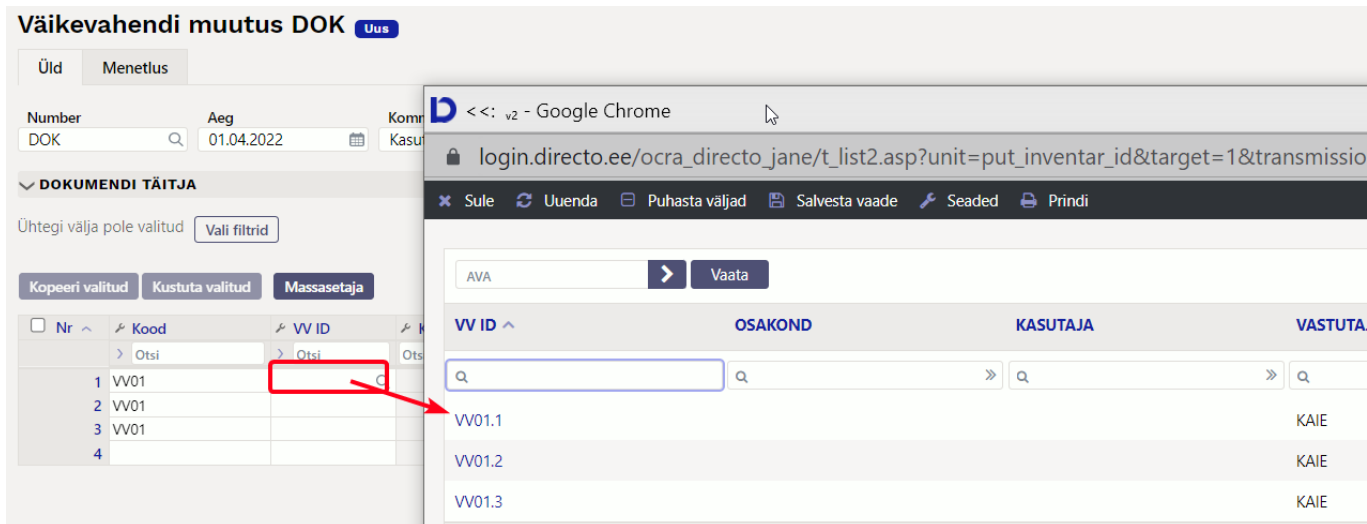 Väikevahendi muutus DOK Uus
Üld Menetlus
Number Aeg
DOK 01.04.2022
DOKUMENDI TÄITJA
Ühtegi välja pole valitud Vali filtrid
Kopeeri valitud Kustuta valitud Massasetaja
Nr Kood VV ID
Otsi Otsi
1 VV01
2 VV01
3 VV01
4
<<: v2 - Google Chrome
login.directo.ee/ocra_directo_jane/t_list2.asp?unit=put_inventar_id&target=1&transmissio
Sule Uuenda Puhasta väljad Salvesta vaade Seaded Prindi
AVA Vaata
VV ID OSAKOND KASUTAJA VASTUTA
VV01.1 KAIE
VV01.2 KAIE
VV01.3 KAIE